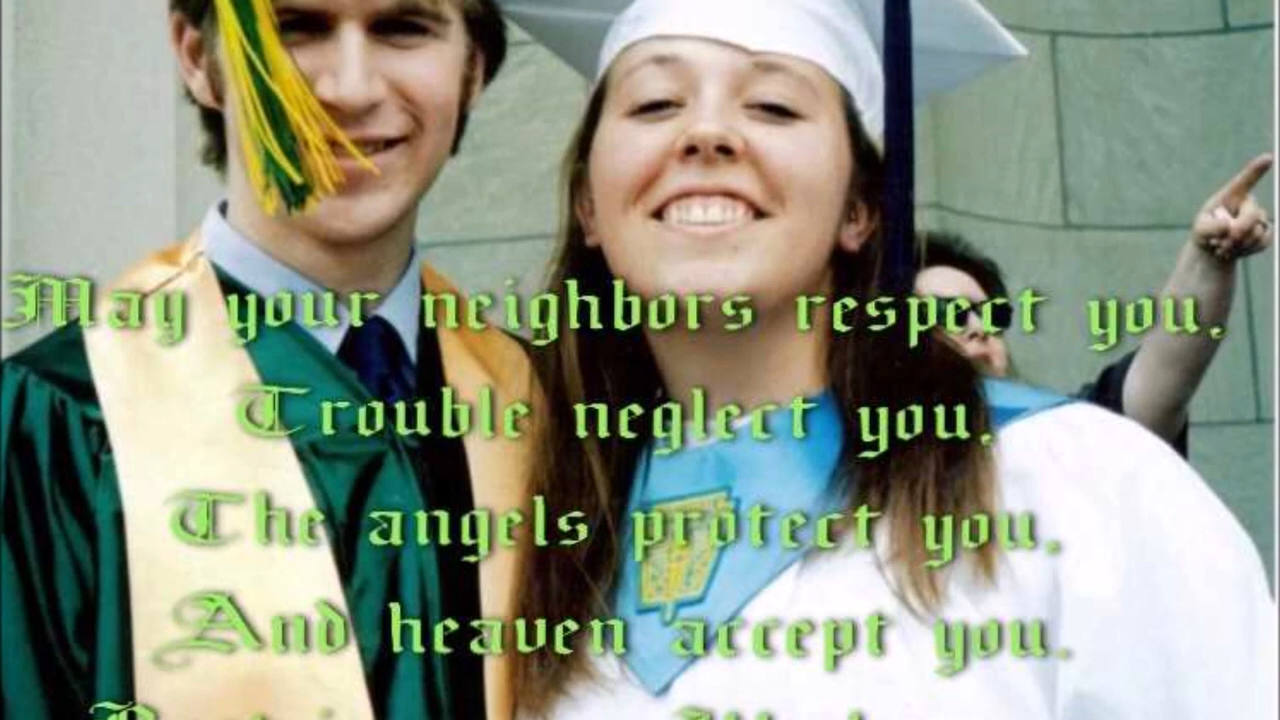 May your neighbors respect you,
Trouble neglect you,
The angels protect you,
And heaven accept you.